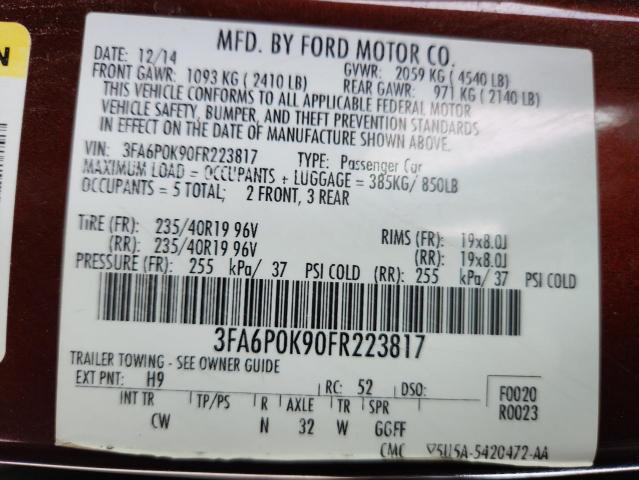 N
MFD. BY FORD MOTOR CO.
DATE: 12/14 GVWR: 2059 KG ( 4540 LB)
FRONT GAWR: 1093 KG ( 2410 LB) REAR GAWR: 971 KG ( 2140 LB)
THIS VEHICLE CONFORMS TO ALL APPLICABLE FEDERAL MOTOR
VEHICLE SAFETY, BUMPER, AND THEFT PREVENTION STANDARDS
IN EFFECT ON THE DATE OF MANUFACTURE SHOWN ABOVE.
VIN: 3FA6P0K90FR223817 TYPE: Passenger Car
MAXIMUM LOAD = OCCUPANTS + LUGGAGE = 385KG/ 850LB
OCCUPANTS = 5 TOTAL; 2 FRONT, 3 REAR
TIRE (FR): 235/40R19 96V RIMS (FR): 19x8.0J
(RR): 235/40R19 96V (RR): 19x8.0J
PRESSURE (FR): 255 kPa/ 37 PSI COLD (RR): 255 kPa/ 37 PSI COLD
3FA6P0K90FR223817
TRAILER TOWING - SEE OWNER GUIDE
EXT PNT: H9 RC: 52 DSO: F0020
R0023
INT TR TP/PS R AXLE TR SPR
CW N 32 W GGFF
CMC V5U5A-5420472-AA